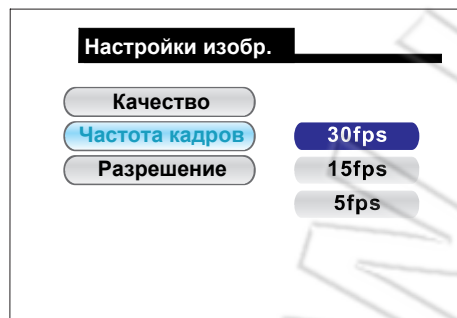 Настройки изобр.
Качество
Частота кадров 30fps
Разрешение 15fps
5fps